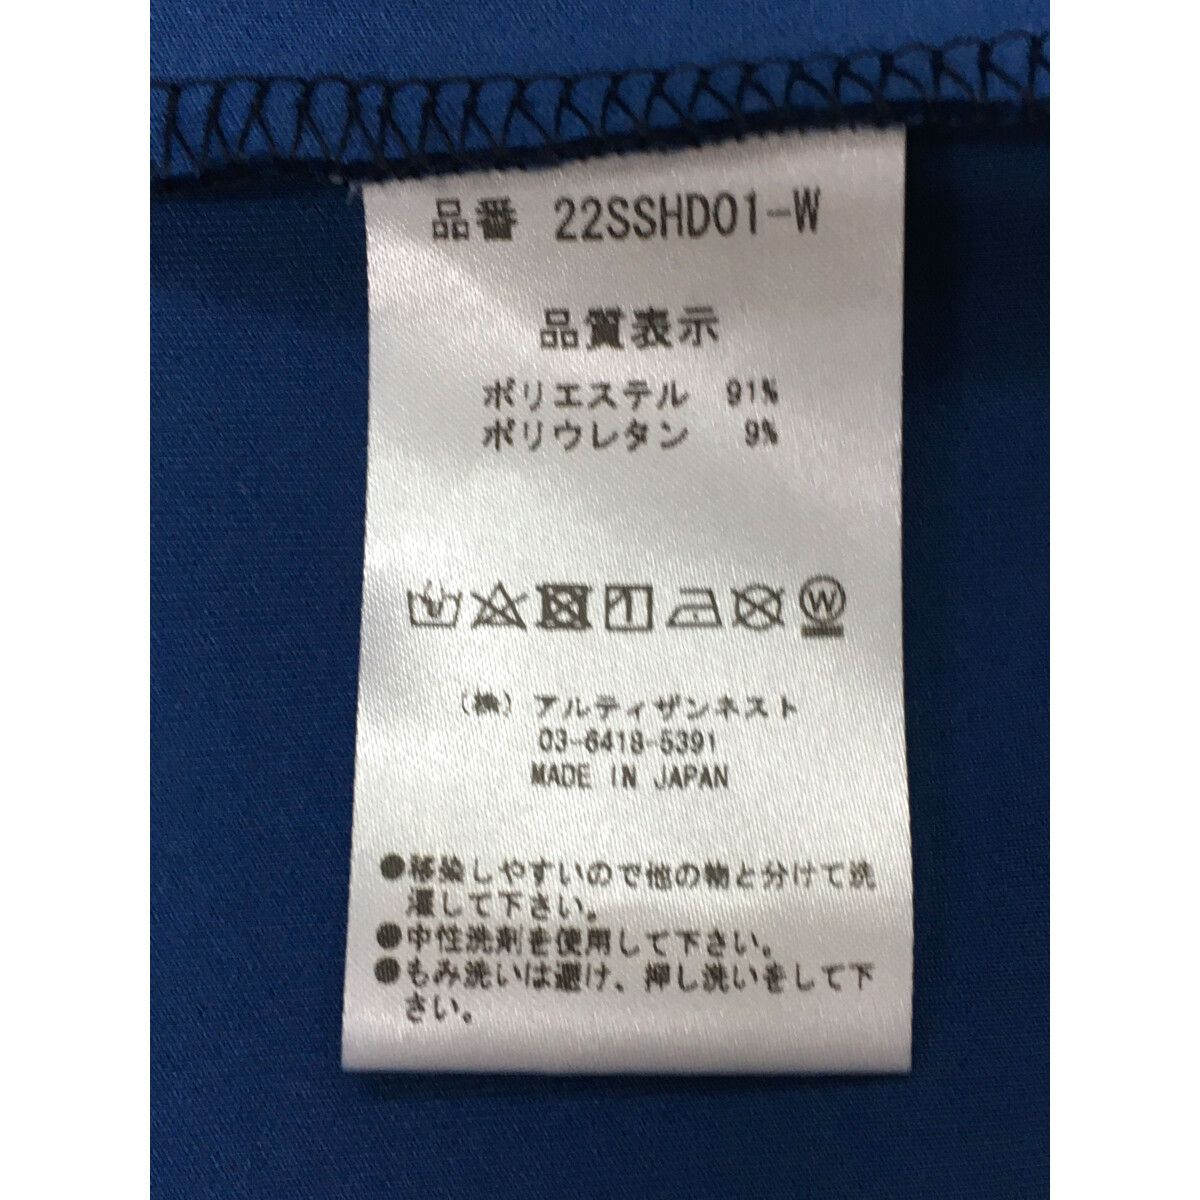 品番 22SSHD01-W
品質表示
ポリエステル 91%
ポリウレタン 9%
W
(株) アルティザンネスト
03-6418-5391
MADE IN JAPAN
●移染しやすいので他の物と分けて洗
濯して下さい。
●中性洗剤を使用して下さい。
●もみ洗いは避け、押し洗いをして下
さい。